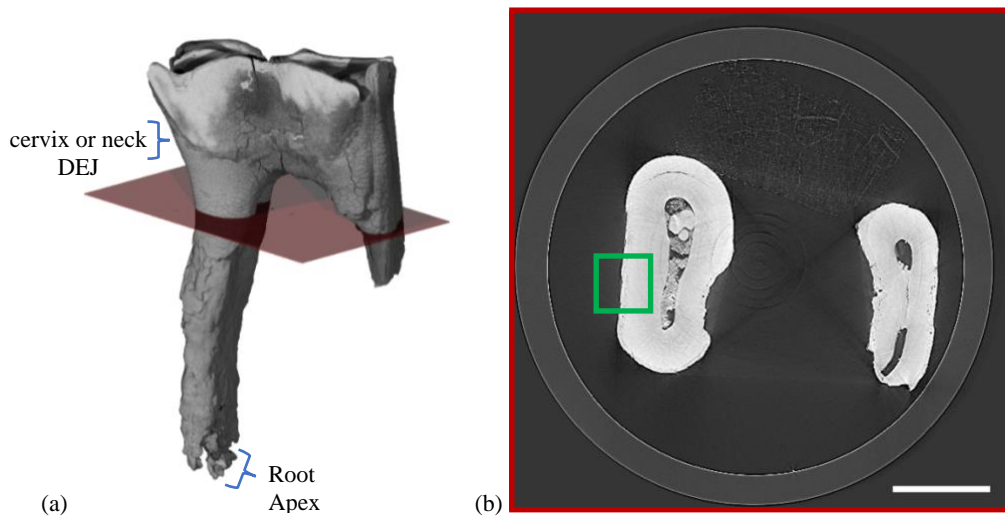 cervix or neck
DEJ
Root
Apex
(a)
(b)